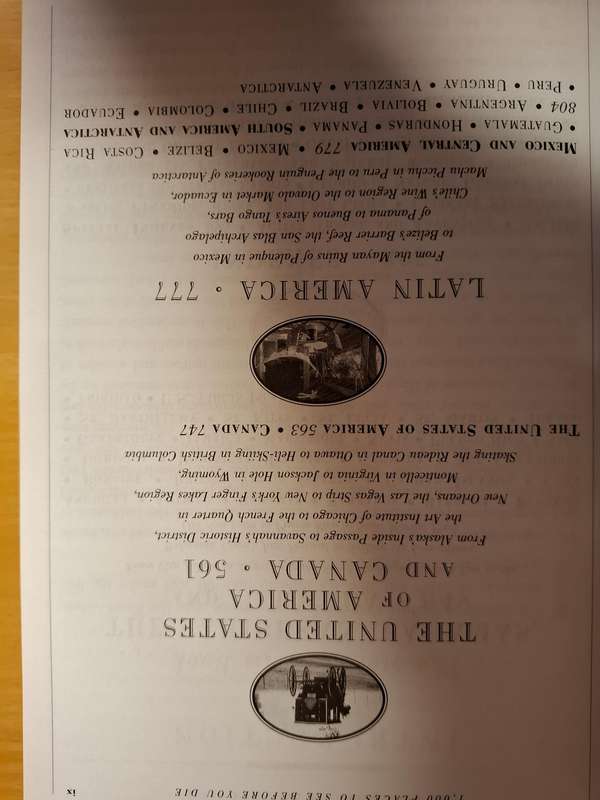 1,000 PLACES TO SEE BEFORE YOU DIE
ix
THE UNITED STATES
OF AMERICA
AND CANADA • 561
From Alaska's Inside Passage to Savannah's Historic District,
the Art Institute of Chicago to the French Quarter in
New Orleans, the Las Vegas Strip to New York's Finger Lakes Region,
Monticello in Virginia to Jackson Hole in Wyoming,
Skating the Rideau Canal in Ottawa to Heli-Skiing in British Columbia
THE UNITED STATES OF AMERICA 563 • CANADA 747
LATIN AMERICA • 777
From the Mayan Ruins of Palenque in Mexico
to Belize's Barrier Reef, the San Blas Archipelago
of Panama to Buenos Aires's Tango Bars,
Chile's Wine Region to the Otavalo Market in Ecuador,
Machu Picchu in Peru to the Penguin Rookeries of Antarctica
MEXICO AND CENTRAL AMERICA 779 • MEXICO • BELIZE • COSTA RICA
• GUATEMALA • HONDURAS • PANAMA • SOUTH AMERICA AND ANTARCTICA
804 • ARGENTINA • BOLIVIA • BRAZIL • CHILE • COLOMBIA • ECUADOR
• PERU • URUGUAY • VENEZUELA • ANTARCTICA